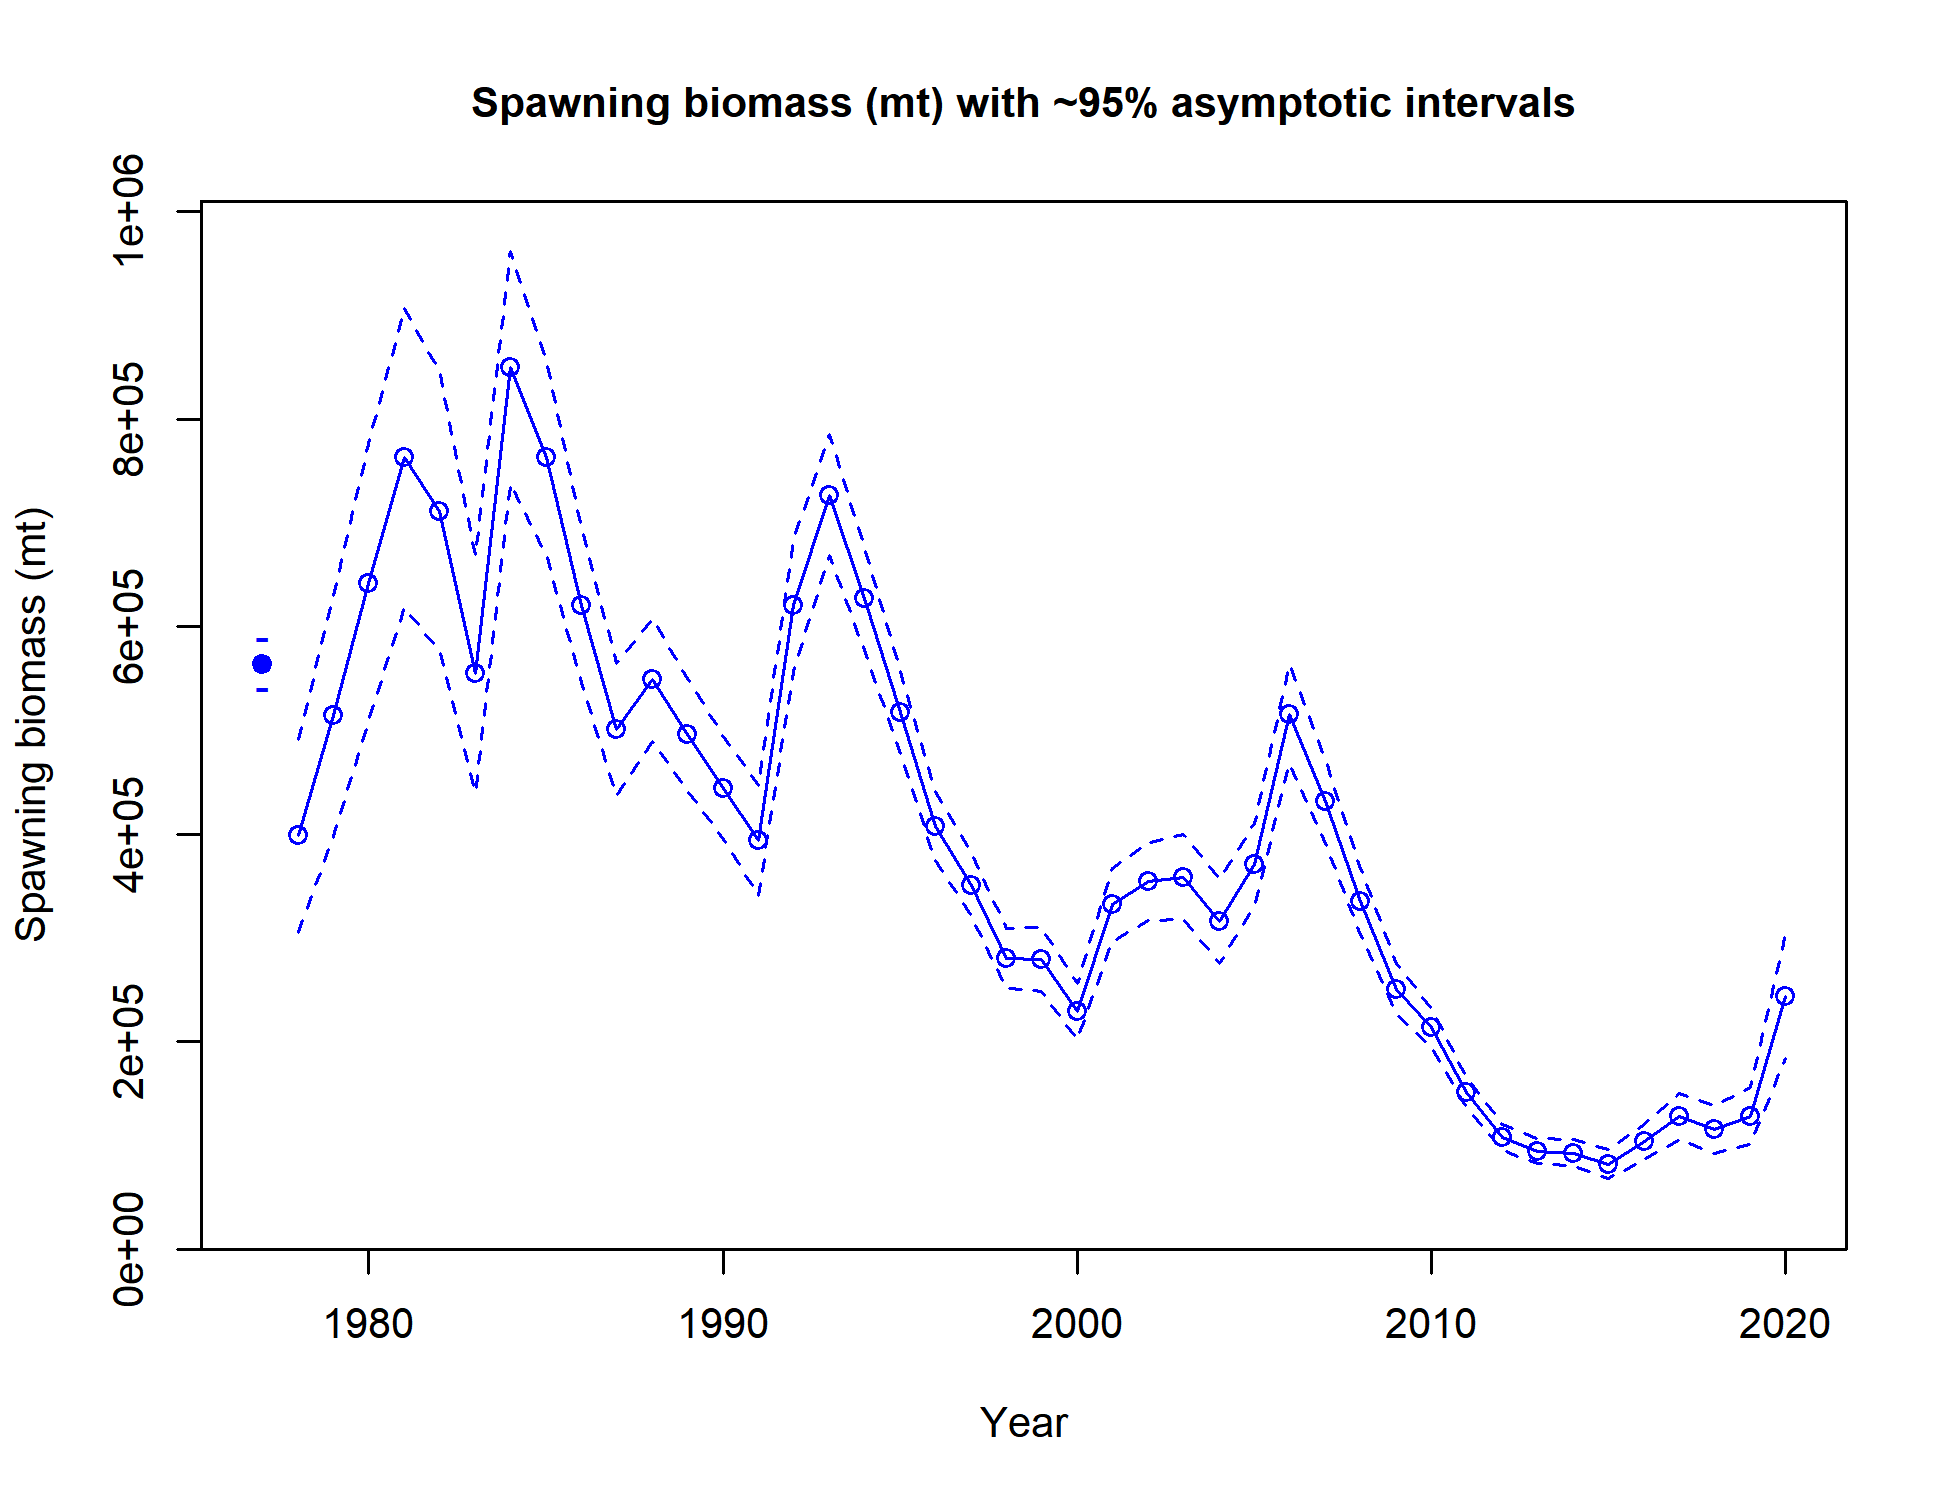 Spawning biomass (mt) with ~95% asymptotic intervals
Spawning biomass (mt)
1e+06
8e+05
6e+05
4e+05
2e+05
0e+00
1980 1990 2000 2010 2020
Year